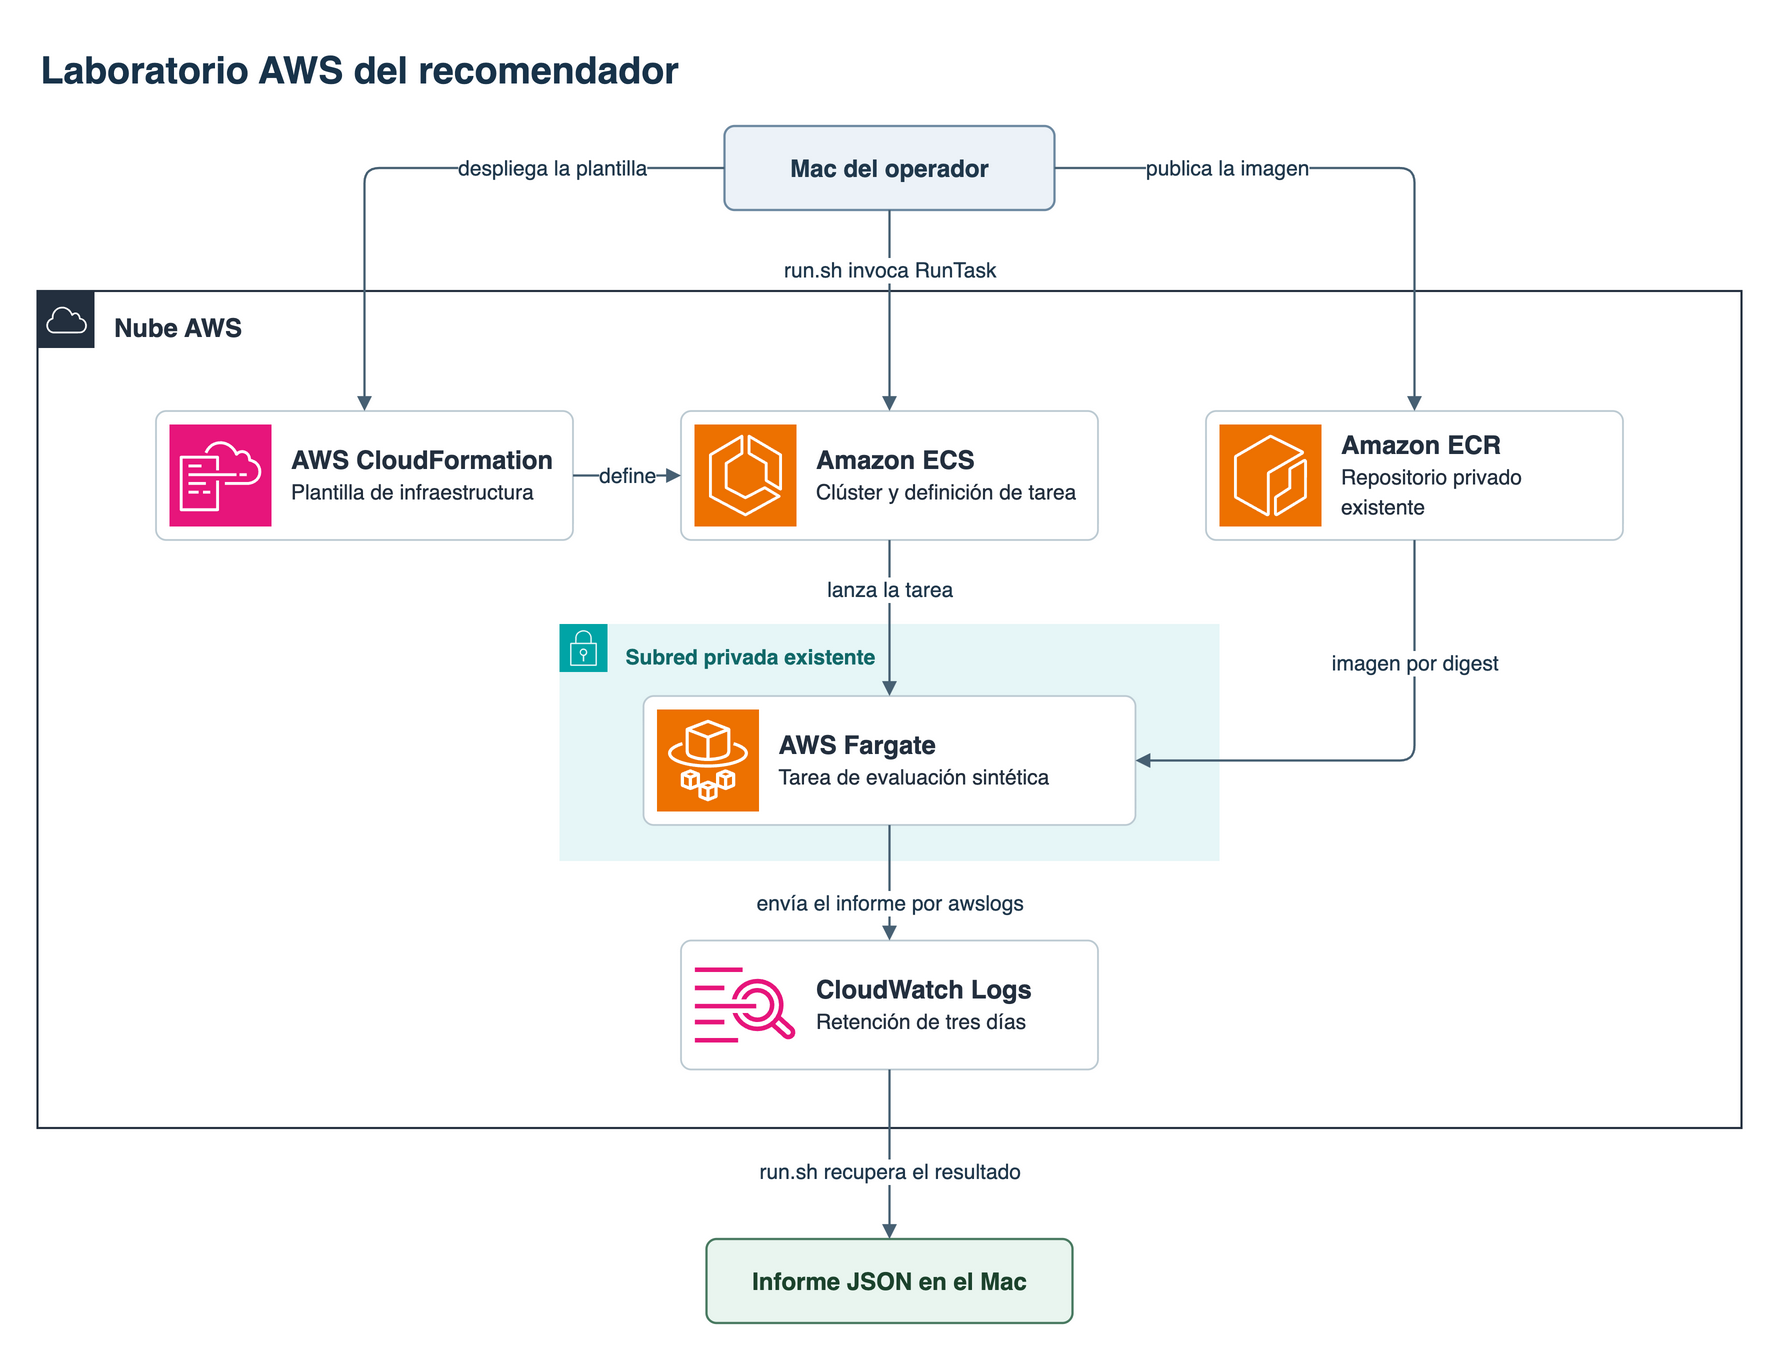 Laboratorio AWS del recomendador
Mac del operador
despliega la plantilla
publica la imagen
run.sh invoca RunTask
Nube AWS
AWS CloudFormation
Plantilla de infraestructura
define
Amazon ECS
Clúster y definición de tarea
Amazon ECR
Repositorio privado
existente
lanza la tarea
Subred privada existente
imagen por digest
AWS Fargate
Tarea de evaluación sintética
envía el informe por awslogs
CloudWatch Logs
Retención de tres días
run.sh recupera el resultado
Informe JSON en el Mac